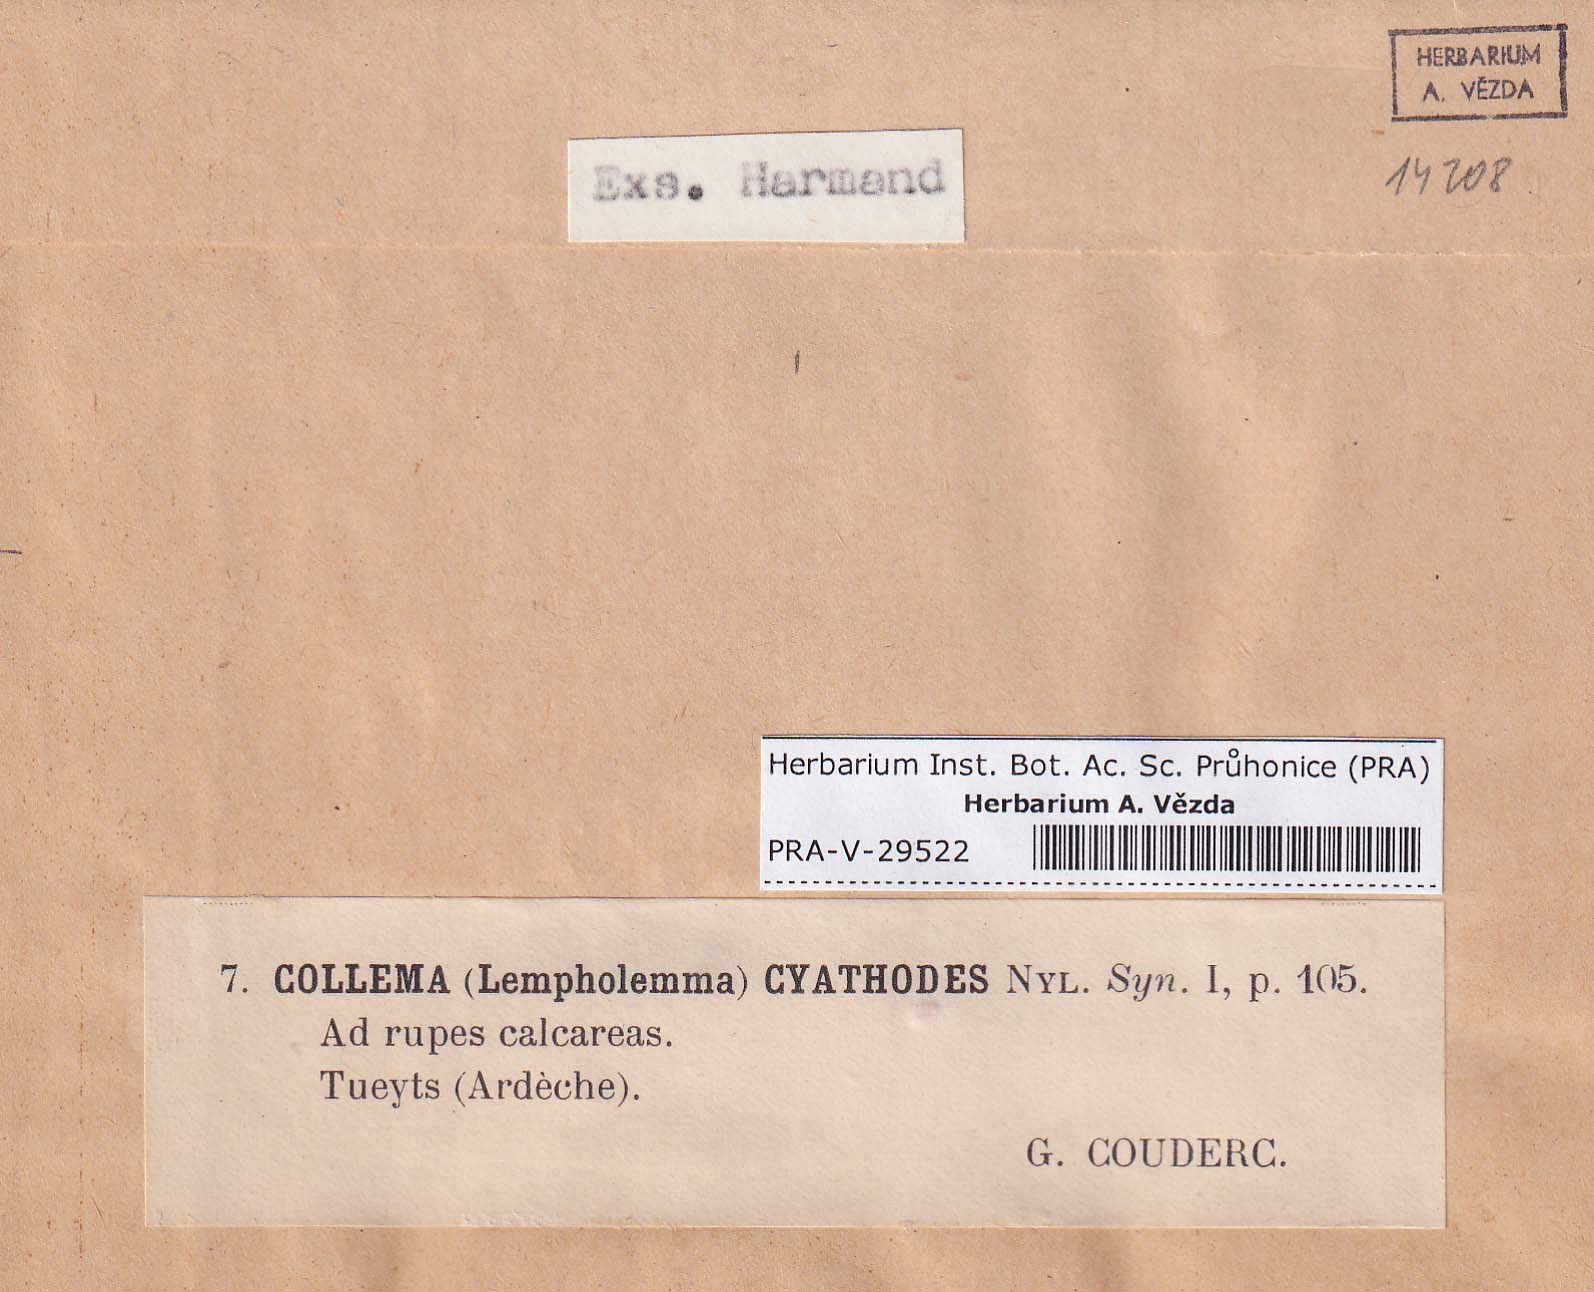 HERBARIUM
A. VĚZDA
14208
Exs. Harmand
Herbarium Inst. Bot. Ac. Sc. Průhonice (PRA)
Herbarium A. Vězda
PRA-V-29522
7. COLLEMA (Lempholemma) CYATHODES NYL. Syn. I, p. 105.
Ad rupes calcareas.
Tueyts (Ardèche).
G. COUDERC.